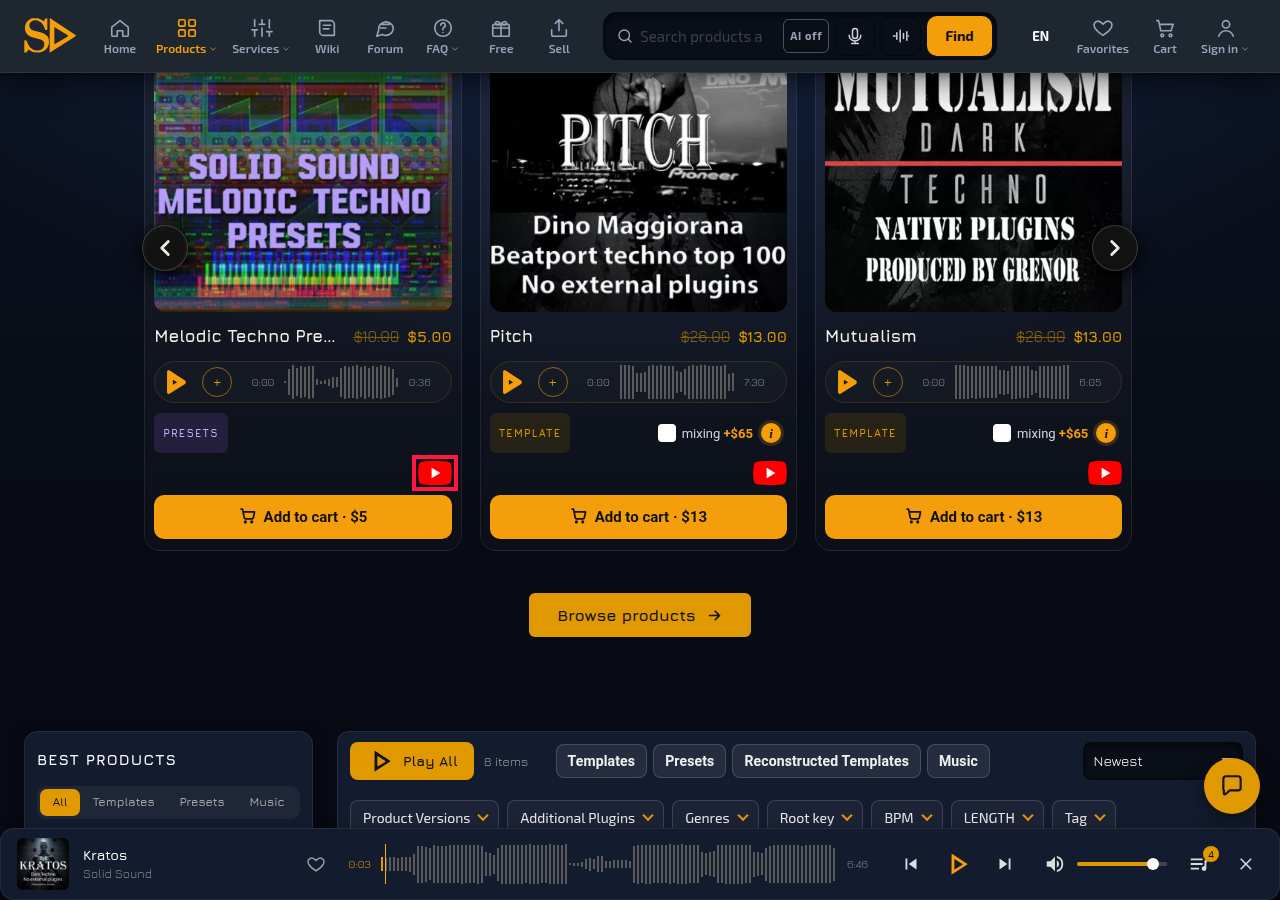 SD
Home
Products
Services
Wiki
Forum
FAQ
Free
Sell
Search products a
AI off
Find
EN
Favorites
Cart
Sign in
SOLID SOUND
MELODIC TECHNO
PRESETS
PITCH
Pioneer
Dino Maggiorana
Beatport techno top 100
No external plugins
MUTUALISM
DARK
TECHNO
NATIVE PLUGINS
PRODUCED BY GRENOR
Melodic Techno Pre...
$10.00 $5.00
Pitch
$26.00 $13.00
Mutualism
$26.00 $13.00
+
0:00
0:36
+
0:00
7:30
+
0:00
6:05
PRESETS
TEMPLATE
mixing +$65
i
TEMPLATE
mixing +$65
i
Add to cart · $5
Add to cart · $13
Add to cart · $13
Browse products
BEST PRODUCTS
All
Templates
Presets
Music
Play All
8 items
Templates
Presets
Reconstructed Templates
Music
Newest
Product Versions
Additional Plugins
Genres
Root key
BPM
LENGTH
Tag
KRATOS
Kratos
Solid Sound
0:03
6:46
4